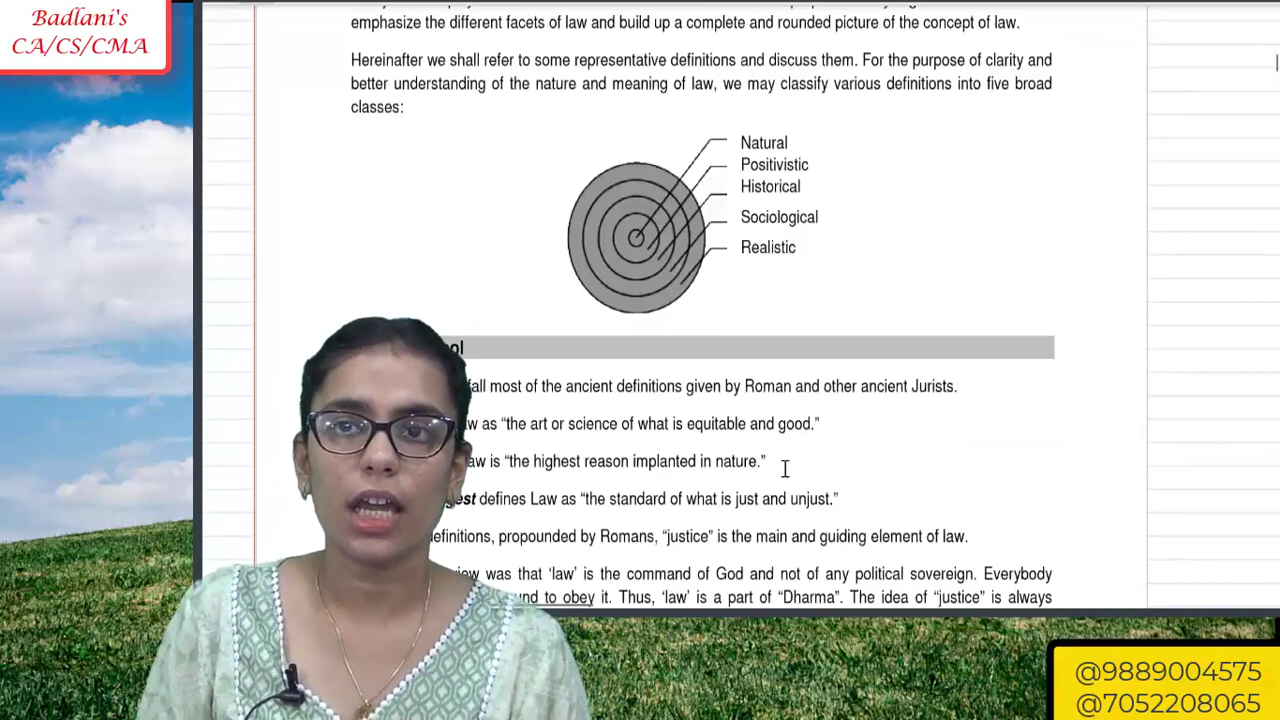 Badlani's
CA/CS/CMA
emphasize the different facets of law and build up a complete and rounded picture of the concept of law.
Hereinafter we shall refer to some representative definitions and discuss them. For the purpose of clarity and
better understanding of the nature and meaning of law, we may classify various definitions into five broad
classes:
Natural
Positivistic
Historical
Sociological
Realistic
fall most of the ancient definitions given by Roman and other ancient Jurists.
as “the art or science of what is equitable and good.”
is “the highest reason implanted in nature.”
defines Law as “the standard of what is just and unjust.”
propounded by Romans, “justice” is the main and guiding element of law.
was that ‘law’ is the command of God and not of any political sovereign. Everybody
to obey it. Thus, ‘law’ is a part of “Dharma”. The idea of “justice” is always
@9889004575
@7052208065